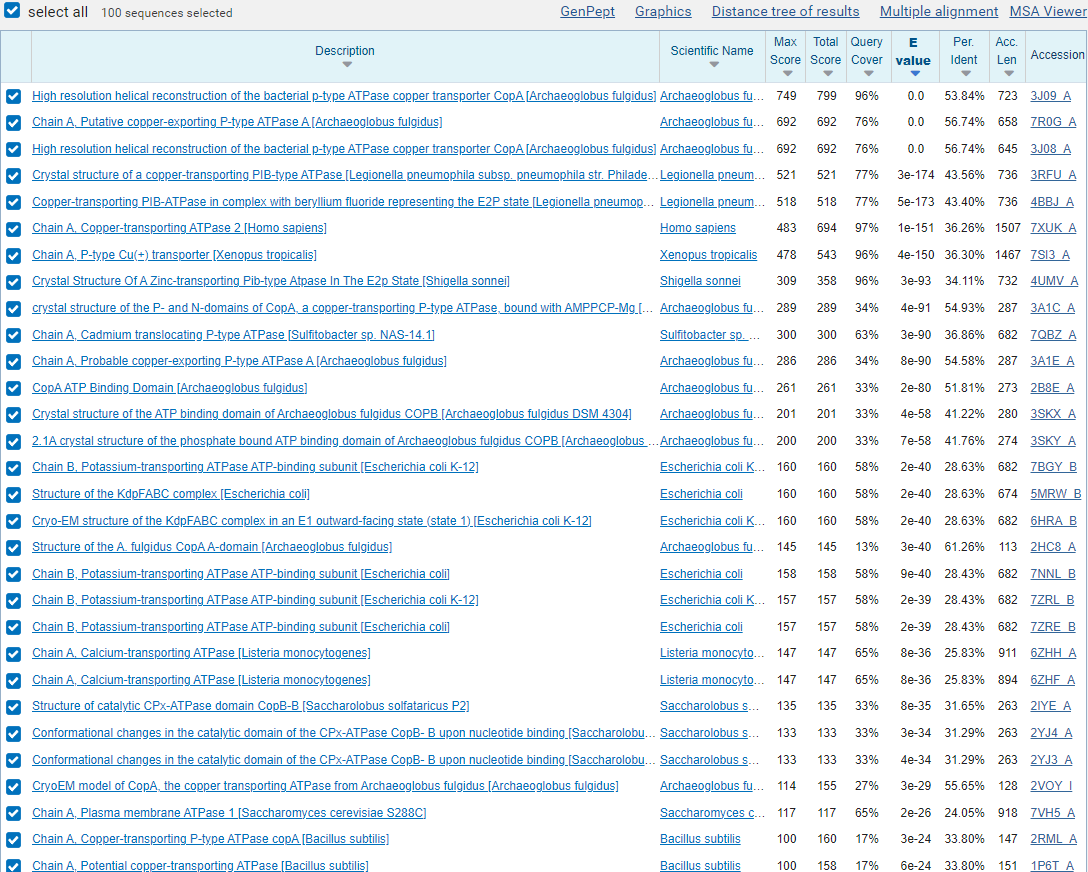 select all 100 sequences selected GenPept Graphics Distance tree of results Multiple alignment MSA Viewer
Description Scientific Name Max Score Total Score Query Cover E value Per. Ident Acc. Len Accession
High resolution helical reconstruction of the bacterial p-type ATPase copper transporter CopA [Archaeoglobus fulgidus] Archaeoglobus fu... 749 799 96% 0.0 53.84% 723 3J09_A
Chain A, Putative copper-exporting P-type ATPase A [Archaeoglobus fulgidus] Archaeoglobus fu... 692 692 76% 0.0 56.74% 658 7R0G_A
High resolution helical reconstruction of the bacterial p-type ATPase copper transporter CopA [Archaeoglobus fulgidus] Archaeoglobus fu... 692 692 76% 0.0 56.74% 645 3J08_A
Crystal structure of a copper-transporting PIB-type ATPase [Legionella pneumophila subsp. pneumophila str. Philade... Legionella pneum... 521 521 77% 3e-174 43.56% 736 3RFU_A
Copper-transporting PIB-ATPase in complex with beryllium fluoride representing the E2P state [Legionella pneumop... Legionella pneum... 518 518 77% 5e-173 43.40% 736 4BBJ_A
Chain A, Copper-transporting ATPase 2 [Homo sapiens] Homo sapiens 483 694 97% 1e-151 36.26% 1507 7XUK_A
Chain A, P-type Cu(+) transporter [Xenopus tropicalis] Xenopus tropicalis 478 543 96% 4e-150 36.30% 1467 7SI3_A
Crystal Structure Of A Zinc-transporting Pib-type Atpase In The E2p State [Shigella sonnei] Shigella sonnei 309 358 96% 3e-93 34.11% 732 4UMV_A
crystal structure of the P- and N-domains of CopA, a copper-transporting P-type ATPase, bound with AMPPCP-Mg [... Archaeoglobus fu... 289 289 34% 4e-91 54.93% 287 3A1C_A
Chain A, Cadmium translocating P-type ATPase [Sulfitobacter sp. NAS-14.1] Sulfitobacter sp. ... 300 300 63% 3e-90 36.86% 682 7QBZ_A
Chain A, Probable copper-exporting P-type ATPase A [Archaeoglobus fulgidus] Archaeoglobus fu... 286 286 34% 8e-90 54.58% 287 3A1E_A
CopA ATP Binding Domain [Archaeoglobus fulgidus] Archaeoglobus fu... 261 261 33% 2e-80 51.81% 273 2B8E_A
Crystal structure of the ATP binding domain of Archaeoglobus fulgidus COPB [Archaeoglobus fulgidus DSM 4304] Archaeoglobus fu... 201 201 33% 4e-58 41.22% 280 3SKX_A
2.1A crystal structure of the phosphate bound ATP binding domain of Archaeoglobus fulgidus COPB [Archaeoglobus ... Archaeoglobus fu... 200 200 33% 7e-58 41.76% 274 3SKY_A
Chain B, Potassium-transporting ATPase ATP-binding subunit [Escherichia coli K-12] Escherichia coli K... 160 160 58% 2e-40 28.63% 682 7BGY_B
Structure of the KdpFABC complex [Escherichia coli] Escherichia coli 160 160 58% 2e-40 28.63% 674 5MRW_B
Cryo-EM structure of the KdpFABC complex in an E1 outward-facing state (state 1) [Escherichia coli K-12] Escherichia coli K... 160 160 58% 2e-40 28.63% 682 6HRA_B
Structure of the A. fulgidus CopA A-domain [Archaeoglobus fulgidus] Archaeoglobus fu... 145 145 13% 3e-40 61.26% 113 2HC8_A
Chain B, Potassium-transporting ATPase ATP-binding subunit [Escherichia coli] Escherichia coli 158 158 58% 9e-40 28.43% 682 7NNL_B
Chain B, Potassium-transporting ATPase ATP-binding subunit [Escherichia coli K-12] Escherichia coli K... 157 157 58% 2e-39 28.43% 682 7ZRL_B
Chain B, Potassium-transporting ATPase ATP-binding subunit [Escherichia coli] Escherichia coli 157 157 58% 2e-39 28.43% 682 7ZRE_B
Chain A, Calcium-transporting ATPase [Listeria monocytogenes] Listeria monocyto... 147 147 65% 8e-36 25.83% 911 6ZHH_A
Chain A, Calcium-transporting ATPase [Listeria monocytogenes] Listeria monocyto... 147 147 65% 8e-36 25.83% 894 6ZHF_A
Structure of catalytic CPx-ATPase domain CopB-B [Saccharolobus solfataricus P2] Saccharolobus s... 135 135 33% 8e-35 31.65% 263 2IYE_A
Conformational changes in the catalytic domain of the CPx-ATPase CopB- B upon nucleotide binding [Saccharolobu... Saccharolobus s... 133 133 33% 3e-34 31.29% 263 2YJ4_A
Conformational changes in the catalytic domain of the CPx-ATPase CopB- B upon nucleotide binding [Saccharolobu... Saccharolobus s... 133 133 33% 4e-34 31.29% 263 2YJ3_A
CryoEM model of CopA, the copper transporting ATPase from Archaeoglobus fulgidus [Archaeoglobus fulgidus] Archaeoglobus fu... 114 155 27% 3e-29 55.65% 128 2VOY_I
Chain A, Plasma membrane ATPase 1 [Saccharomyces cerevisiae S288C] Saccharomyces c... 117 117 65% 2e-26 24.05% 918 7VH5_A
Chain A, Copper-transporting P-type ATPase copA [Bacillus subtilis] Bacillus subtilis 100 160 17% 3e-24 33.80% 147 2RML_A
Chain A, Potential copper-transporting ATPase [Bacillus subtilis] Bacillus subtilis 100 158 17% 6e-24 33.80% 151 1P6T_A